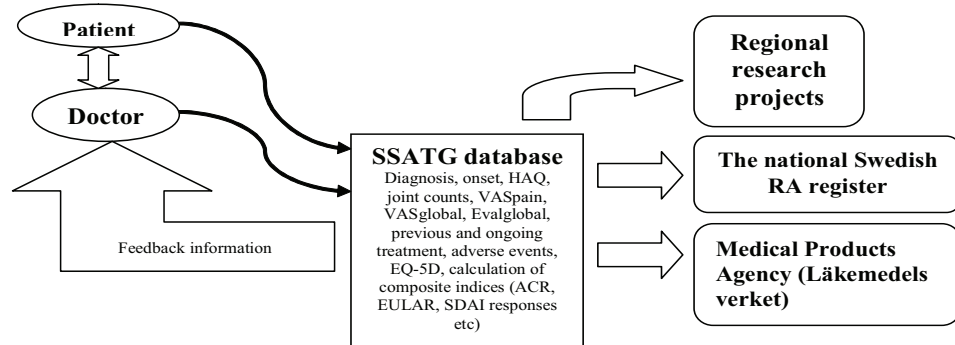 Patient
Doctor
Feedback information
SSATG database
Diagnosis, onset, HAQ,
joint counts, VASpain,
VASglobal, Evalglobal,
previous and ongoing
treatment, adverse events,
EQ-5D, calculation of
composite indices (ACR,
EULAR, SDAI responses
etc)
Regional
research
projects
The national Swedish
RA register
Medical Products
Agency (Läkemedels
verket)